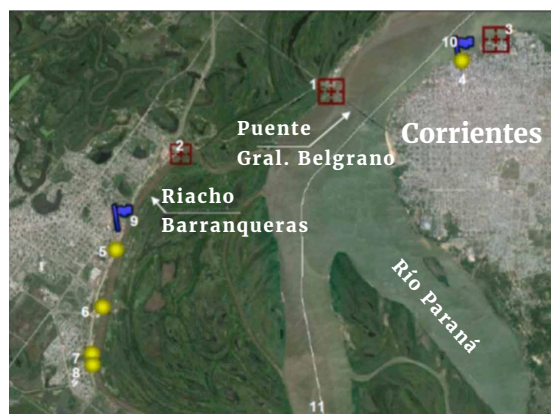 10
3
4
1
Puente
Gral. Belgrano
Corrientes
2
Riacho
Barranqueras
9
5
Río Paraná
6
7
8
11